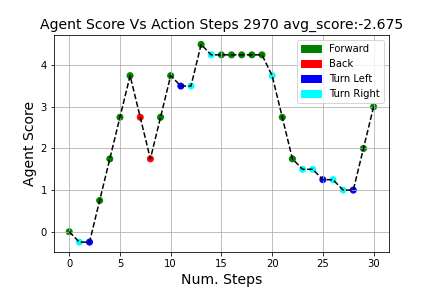 Agent Score Vs Action Steps 2970 avg_score:-2.675
Forward
Back
Turn Left
Turn Right
Agent Score
4
3
2
1
0
0 5 10 15 20 25 30
Num. Steps